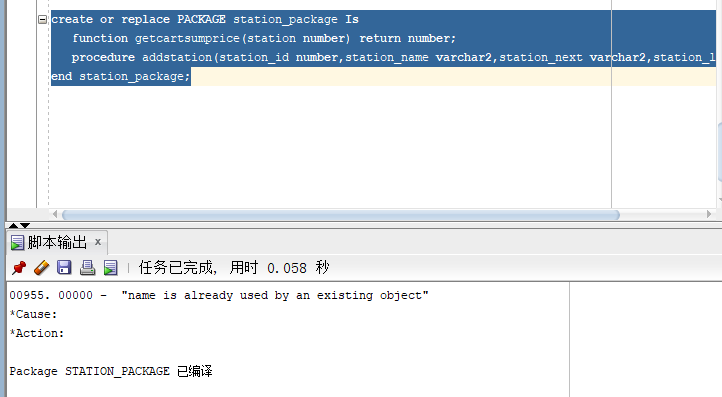 create or replace PACKAGE station_package Is
function getcartsumprice(station number) return number;
procedure addstation(station_id number,station_name varchar2,station_next varchar2,station_l
end station_package;
脚本输出 x
任务已完成, 用时 0.058 秒
00955. 00000 - "name is already used by an existing object"
*Cause:
*Action:
Package STATION_PACKAGE 已编译